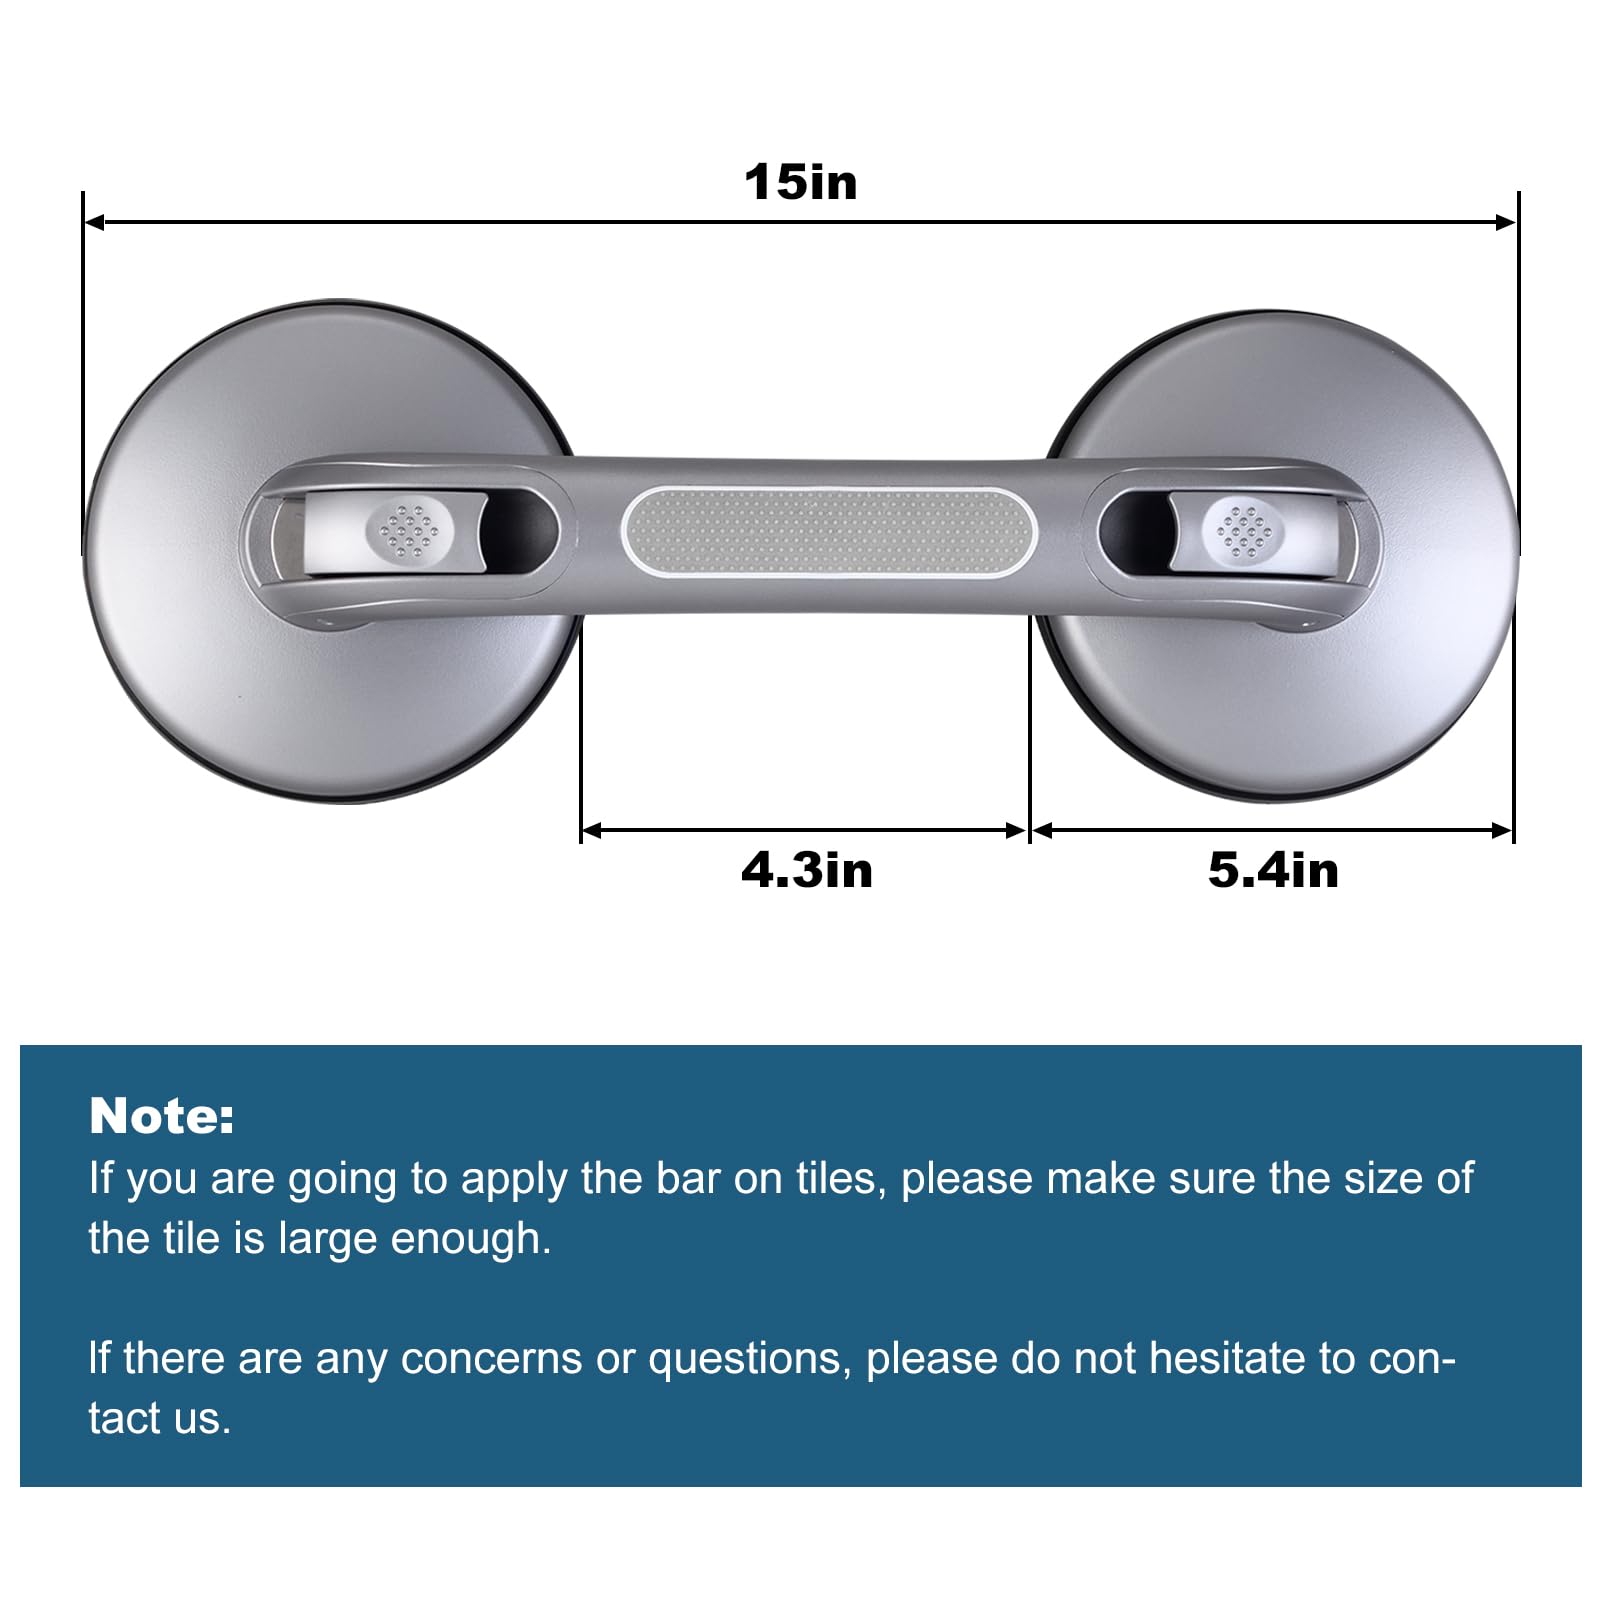 15in
4.3in
5.4in
Note:
If you are going to apply the bar on tiles, please make sure the size of
the tile is large enough.
If there are any concerns or questions, please do not hesitate to con-
tact us.